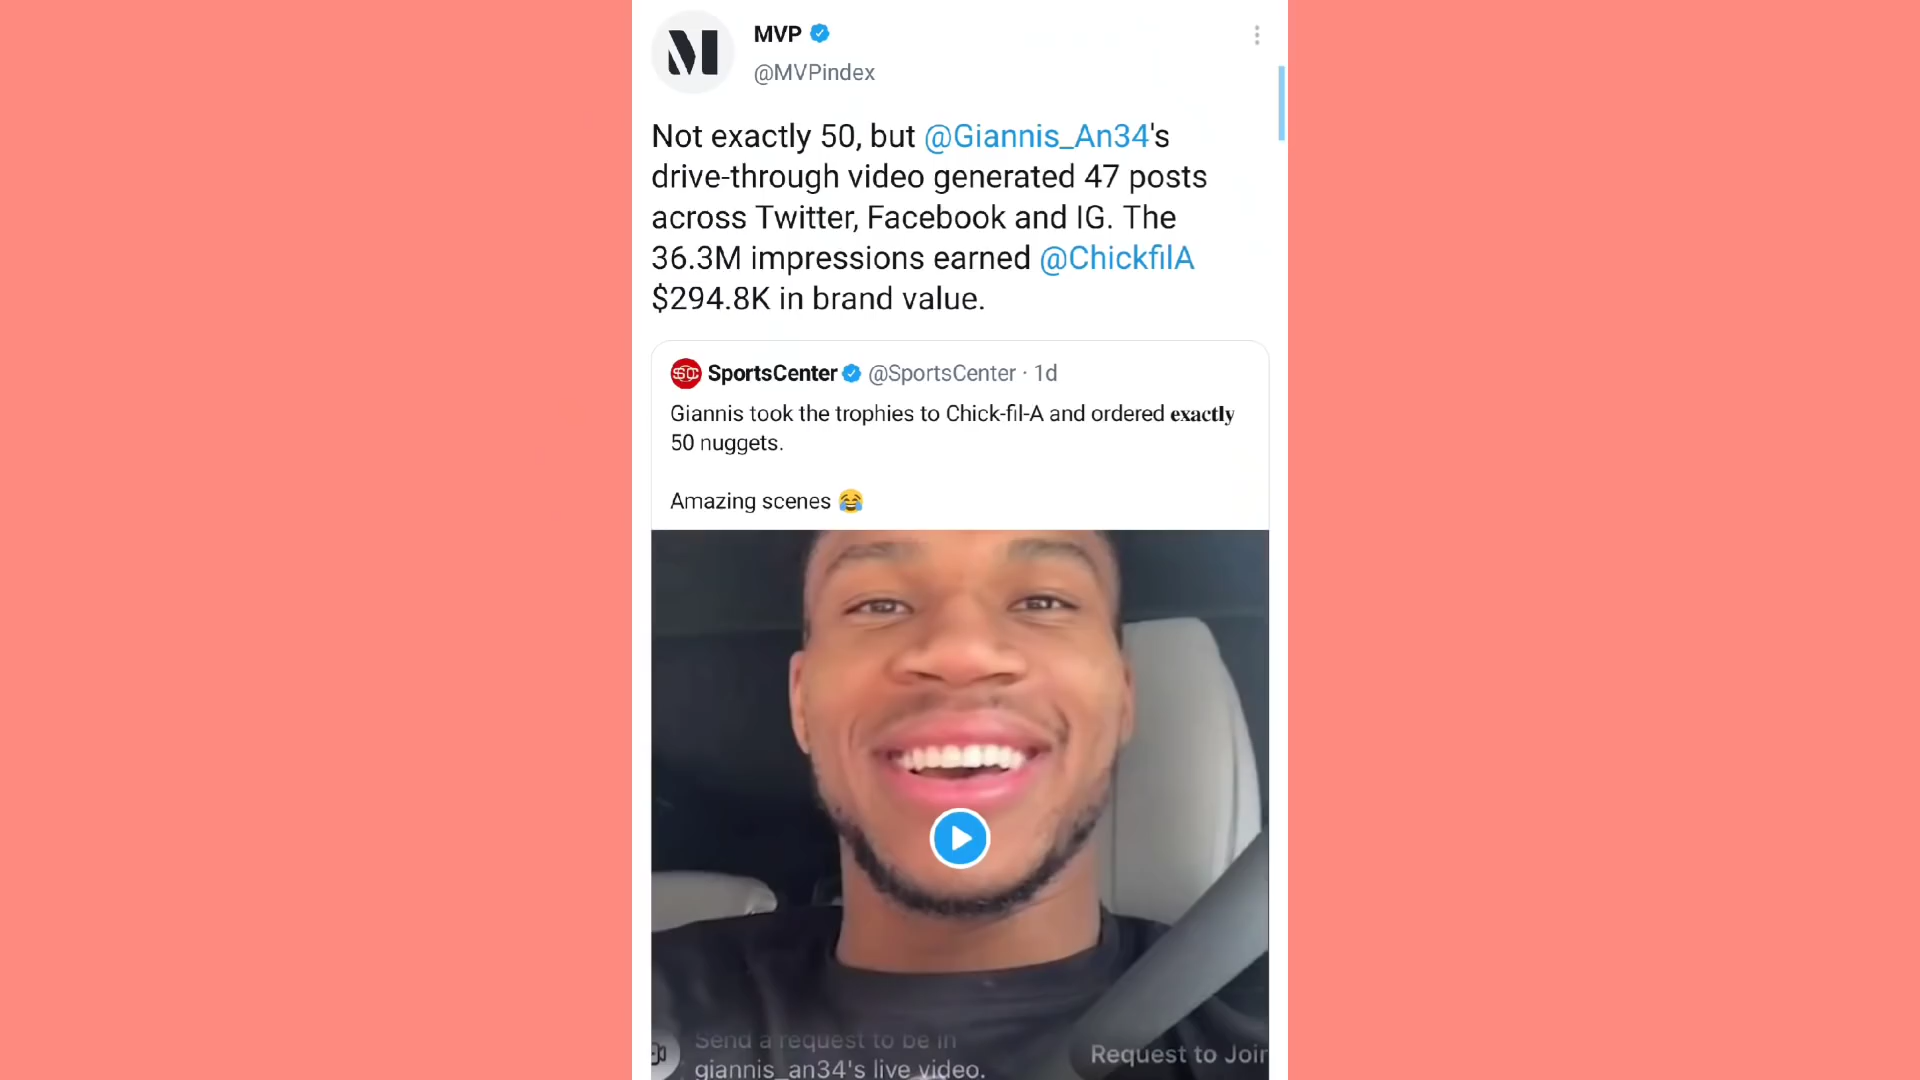 MVP
@MVPindex
Not exactly 50, but @Giannis_An34's
drive-through video generated 47 posts
across Twitter, Facebook and IG. The
36.3M impressions earned @ChickfilA
$294.8K in brand value.
SC SportsCenter @SportsCenter · 1d
Giannis took the trophies to Chick-fil-A and ordered exactly
50 nuggets.
Amazing scenes 😂
Send a request to be in
giannis_an34's live video.
Request to Join